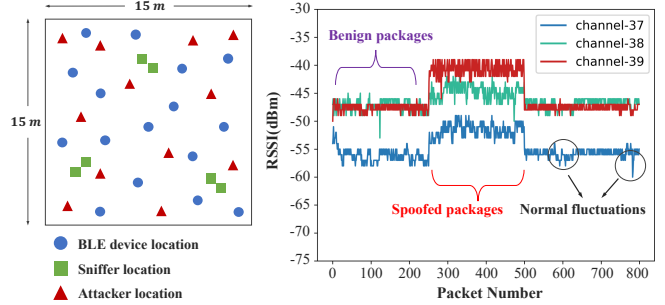 15 m
15 m
BLE device location
Sniffer location
Attacker location
-30
-35
-40
-45
-50
-55
-60
-65
-70
-75
RSSI(dBm)
Benign packages
channel-37
channel-38
channel-39
Spoofed packages
Normal fluctuations
0 100 200 300 400 500 600 700 800
Packet Number